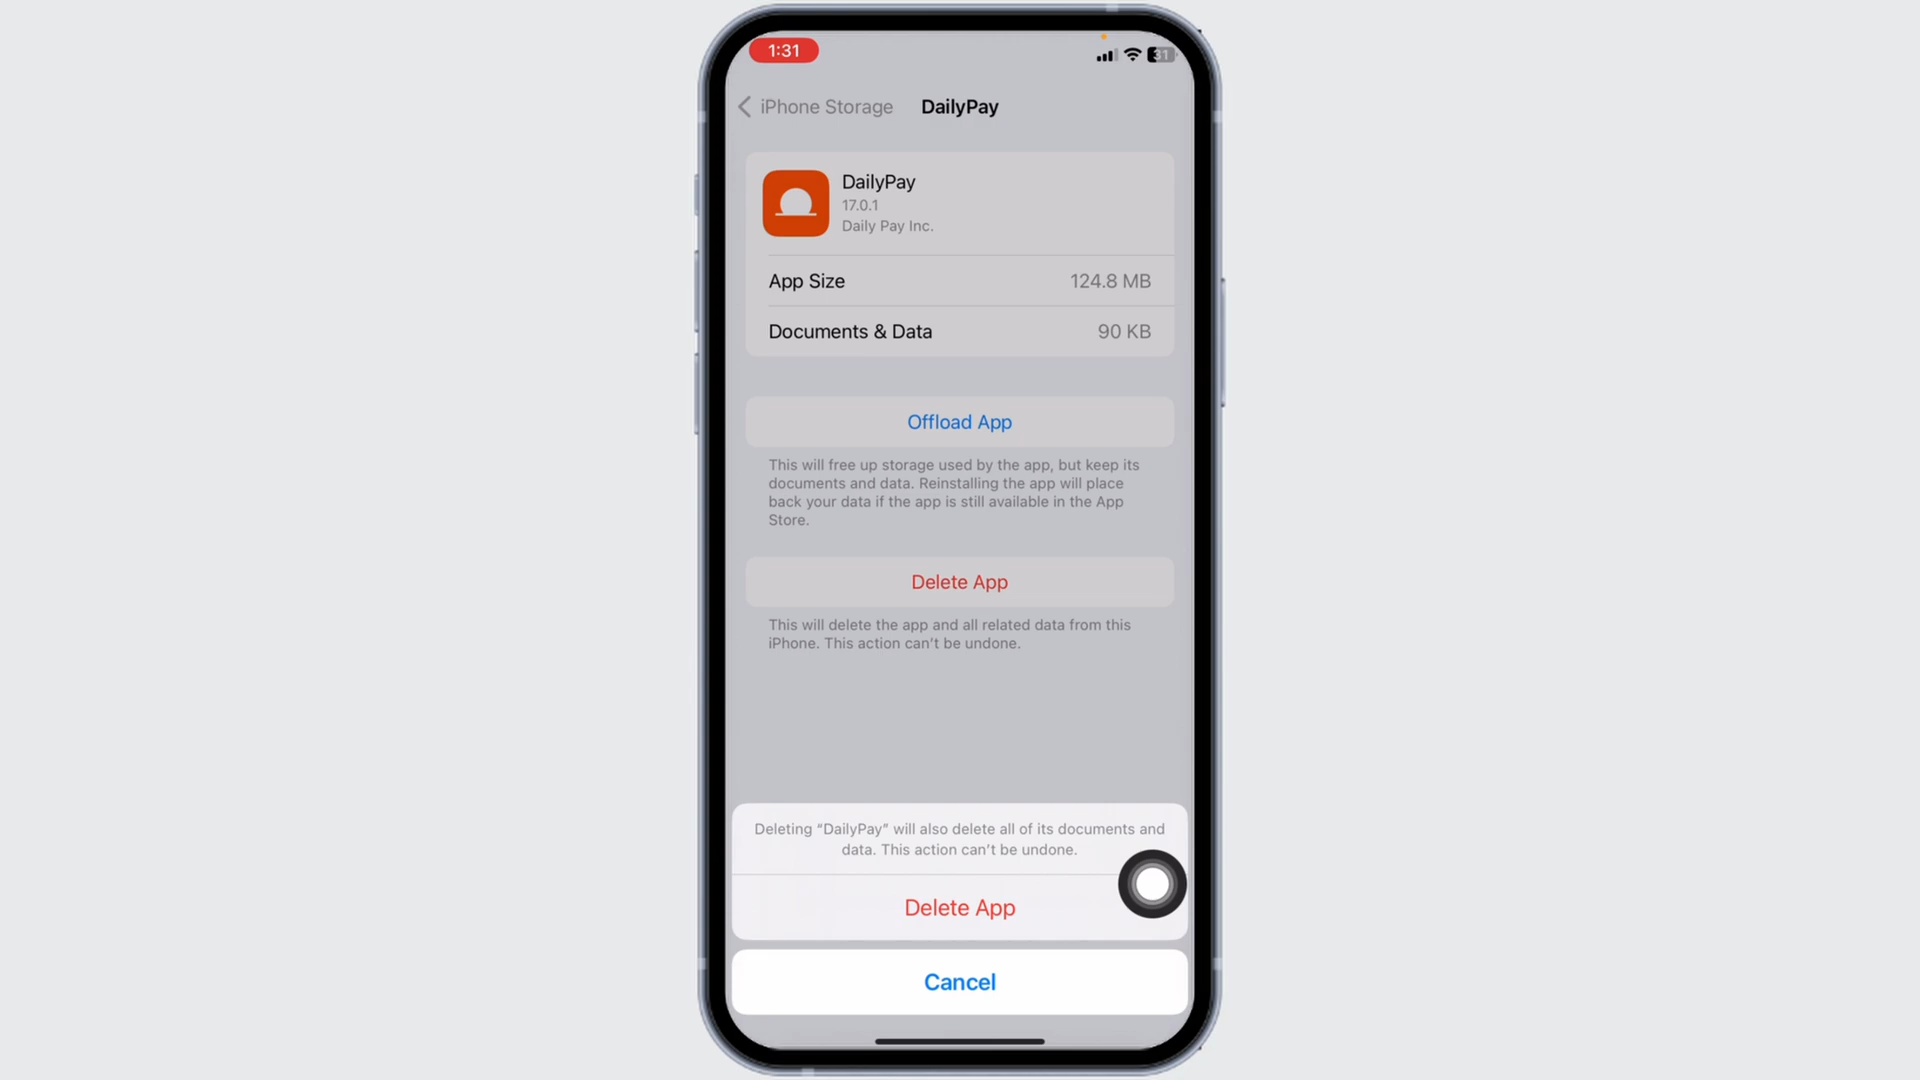 1:31
31
iPhone Storage
DailyPay
DailyPay
17.0.1
Daily Pay Inc.
App Size
124.8 MB
Documents & Data
90 KB
Offload App
This will free up storage used by the app, but keep its
documents and data. Reinstalling the app will place
back your data if the app is still available in the App
Store.
Delete App
This will delete the app and all related data from this
iPhone. This action can't be undone.
Deleting “DailyPay” will also delete all of its documents and
data. This action can't be undone.
Delete App
Cancel